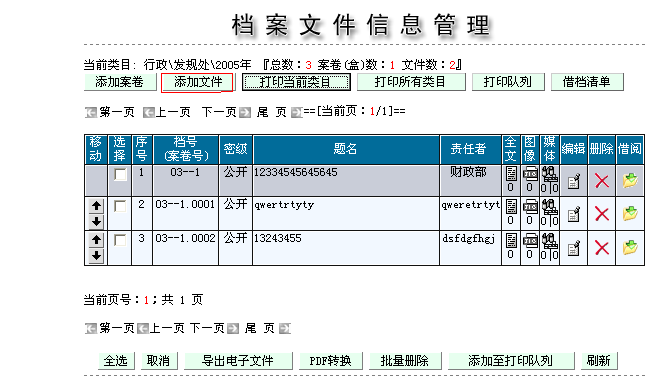 档案文件信息管理
当前类目: 行政\发规处\2005年 『总数：3 案卷(盒)数：1 文件数：2』
添加案卷 添加文件 打印当前类目 打印所有类目 打印队列 借档清单
第一页 上一页 下一页 尾 页 ==[当前页：1/1]==
移动 选择 序号 档号(案卷号) 密级 题名 责任者 全文 图像 媒体 编辑 删除 借阅
1 03--1 公开 12334545645645 财政部 0 0 0|0
2 03--1.0001 公开 qwertrtyty qweretrtyt 0 0 0|0
3 03--1.0002 公开 13243455 dsfdgfhgj 0 0 0|0
当前页号：1；共 1 页
第一页 上一页 下一页 尾 页
全选 取消 导出电子文件 PDF转换 批量删除 添加至打印队列 刷新